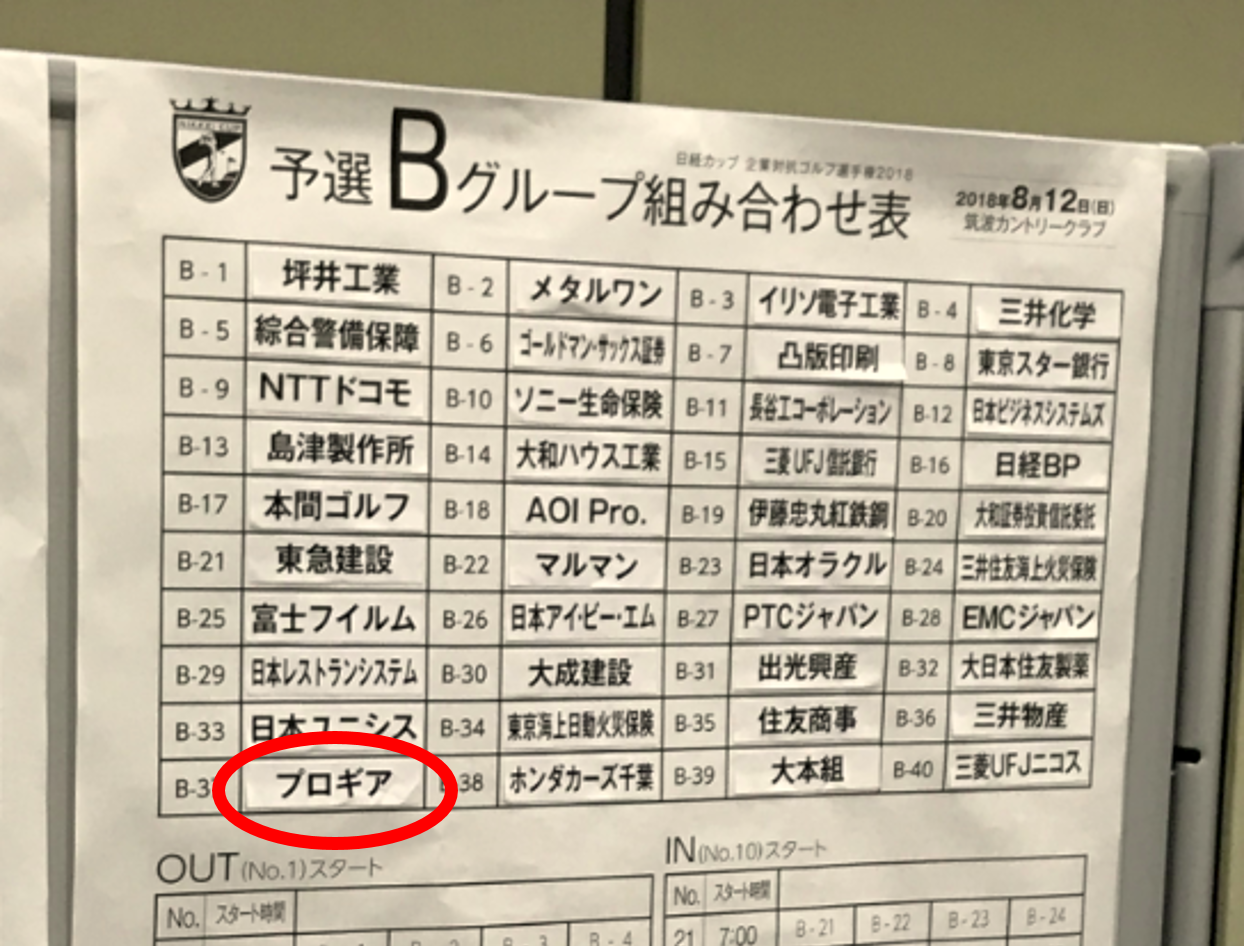 NIKKEI CUP
日経カップ 企業対抗ゴルフ選手権2018
予選 B グループ組み合わせ表
2018年8月12日(日)
筑波カントリークラブ
B - 1 坪井工業 B - 2 メタルワン B - 3 イリソ電子工業 B - 4 三井化学
B - 5 綜合警備保障 B - 6 ゴールドマン・サックス証券 B - 7 凸版印刷 B - 8 東京スター銀行
B - 9 NTTドコモ B-10 ソニー生命保険 B-11 長谷工コーポレーション B-12 日本ビジネスシステムズ
B-13 島津製作所 B-14 大和ハウス工業 B-15 三菱UFJ信託銀行 B-16 日経BP
B-17 本間ゴルフ B-18 AOI Pro. B-19 伊藤忠丸紅鉄鋼 B-20 大和証券投資信託委託
B-21 東急建設 B-22 マルマン B-23 日本オラクル B-24 三井住友海上火災保険
B-25 富士フイルム B-26 日本アイ・ビー・エム B-27 PTCジャパン B-28 EMCジャパン
B-29 日本レストランシステム B-30 大成建設 B-31 出光興産 B-32 大日本住友製薬
B-33 日本ユニシス B-34 東京海上日動火災保険 B-35 住友商事 B-36 三井物産
B-3 プロギア 38 ホンダカーズ千葉 B-39 大本組 B-40 三菱UFJニコス
OUT (No.1)スタート
IN (No.10)スタート
No. スタート時間
No. スタート時間
21 7:00 B - 21 B - 22 B - 23 B - 24
B - 4